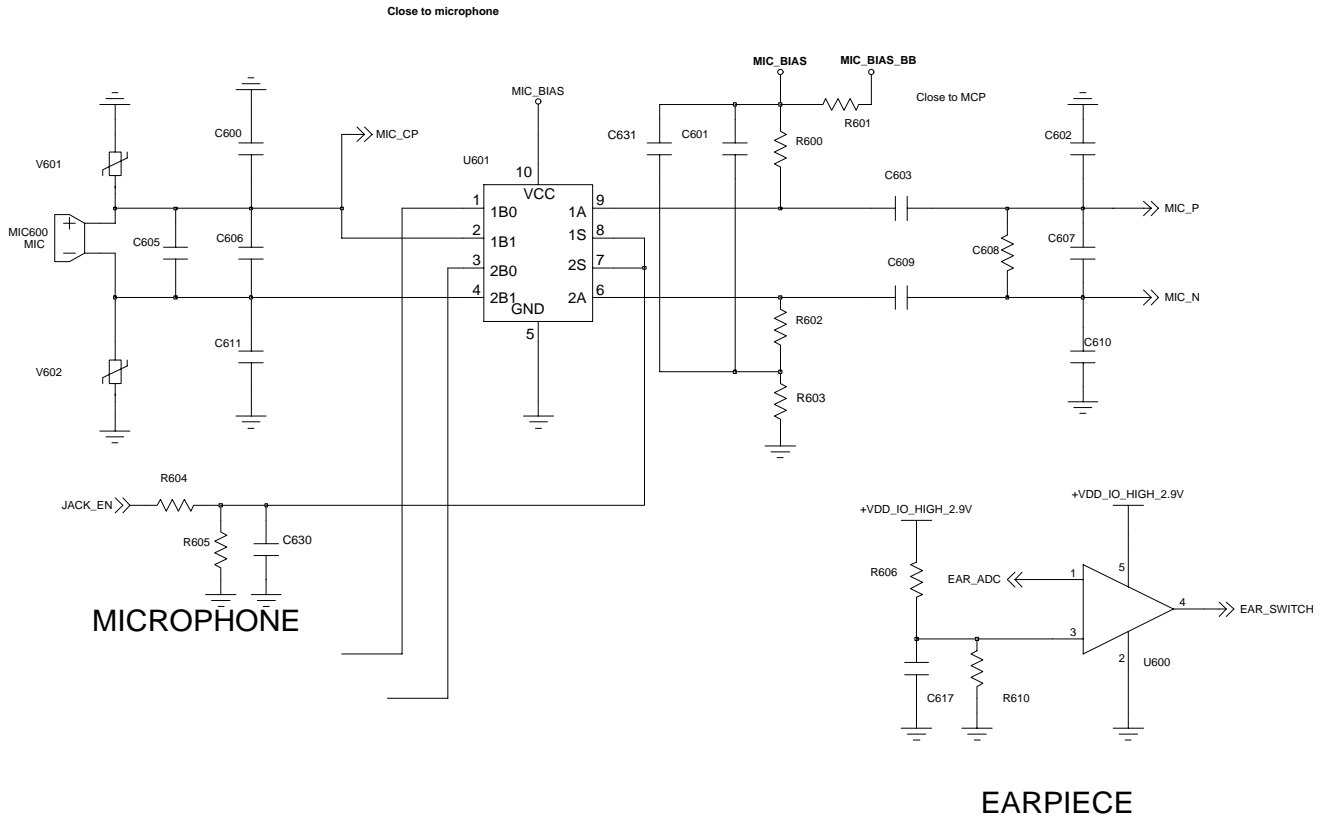 Close to microphone
MIC_BIAS
MIC_BIAS_BB
MIC_BIAS
Close to MCP
R601
C600
MIC_CP
C631
C601
R600
C602
V601
U601
10
VCC
C603
1
1B0
1A
9
MIC_P
MIC600
MIC
+
−
C605
C606
2
1B1
1S
8
C608
C607
3
2B0
2S
7
C609
4
2B1
GND
2A
6
MIC_N
R602
5
C611
C610
V602
R603
R604
JACK_EN
R605
C630
MICROPHONE
+VDD_IO_HIGH_2.9V
+VDD_IO_HIGH_2.9V
R606
EAR_ADC
1
5
4
EAR_SWITCH
3
2
U600
C617
R610
EARPIECE